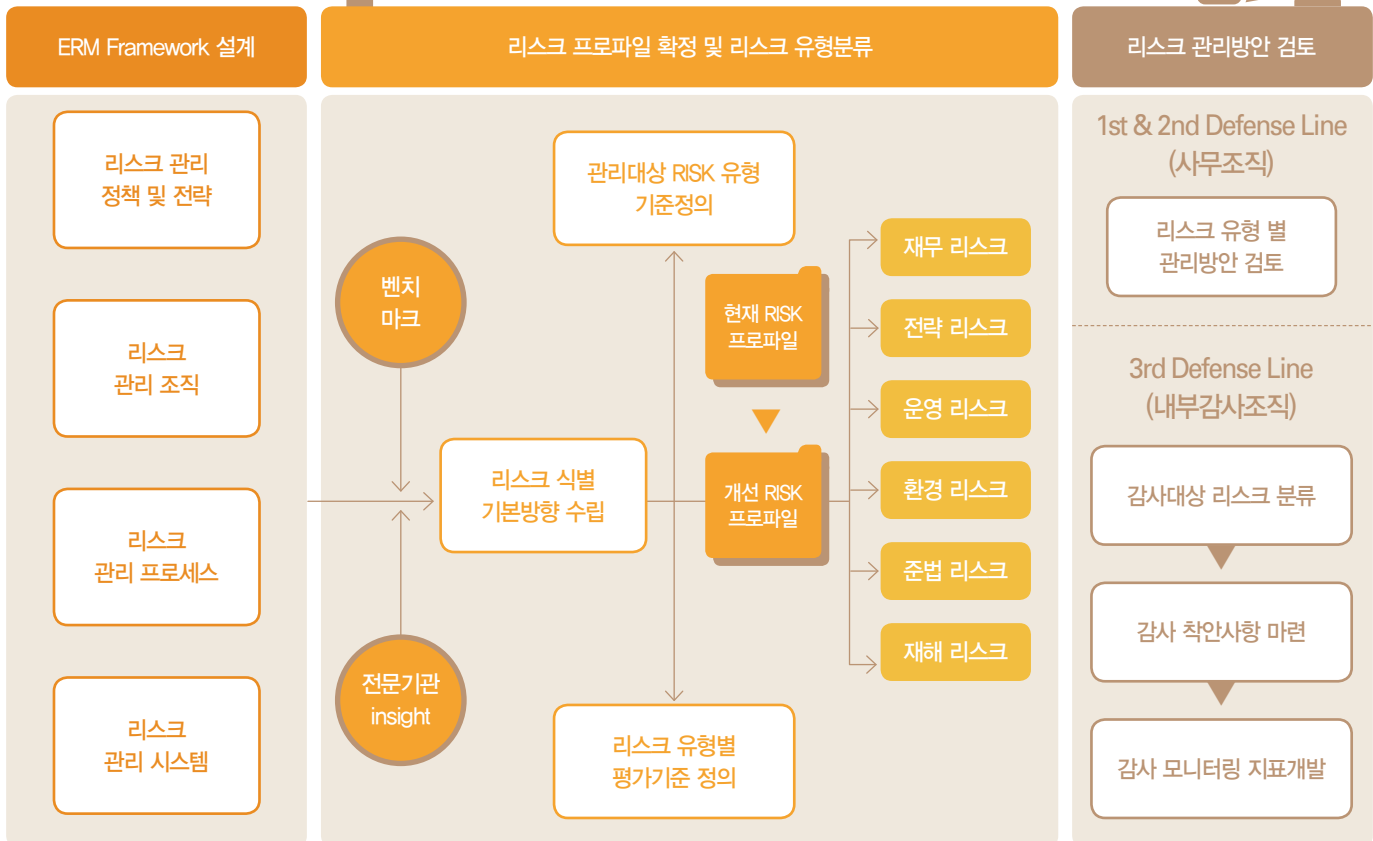 ERM Framework 설계
리스크 관리
정책 및 전략
리스크
관리 조직
리스크
관리 프로세스
리스크
관리 시스템
리스크 프로파일 확정 및 리스크 유형분류
벤치
마크
전문기관
insight
리스크 식별
기본방향 수립
관리대상 RISK 유형
기준정의
리스크 유형별
평가기준 정의
현재 RISK
프로파일
개선 RISK
프로파일
재무 리스크
전략 리스크
운영 리스크
환경 리스크
준법 리스크
재해 리스크
리스크 관리방안 검토
1st & 2nd Defense Line
(사무조직)
리스크 유형 별
관리방안 검토
3rd Defense Line
(내부감사조직)
감사대상 리스크 분류
감사 착안사항 마련
감사 모니터링 지표개발